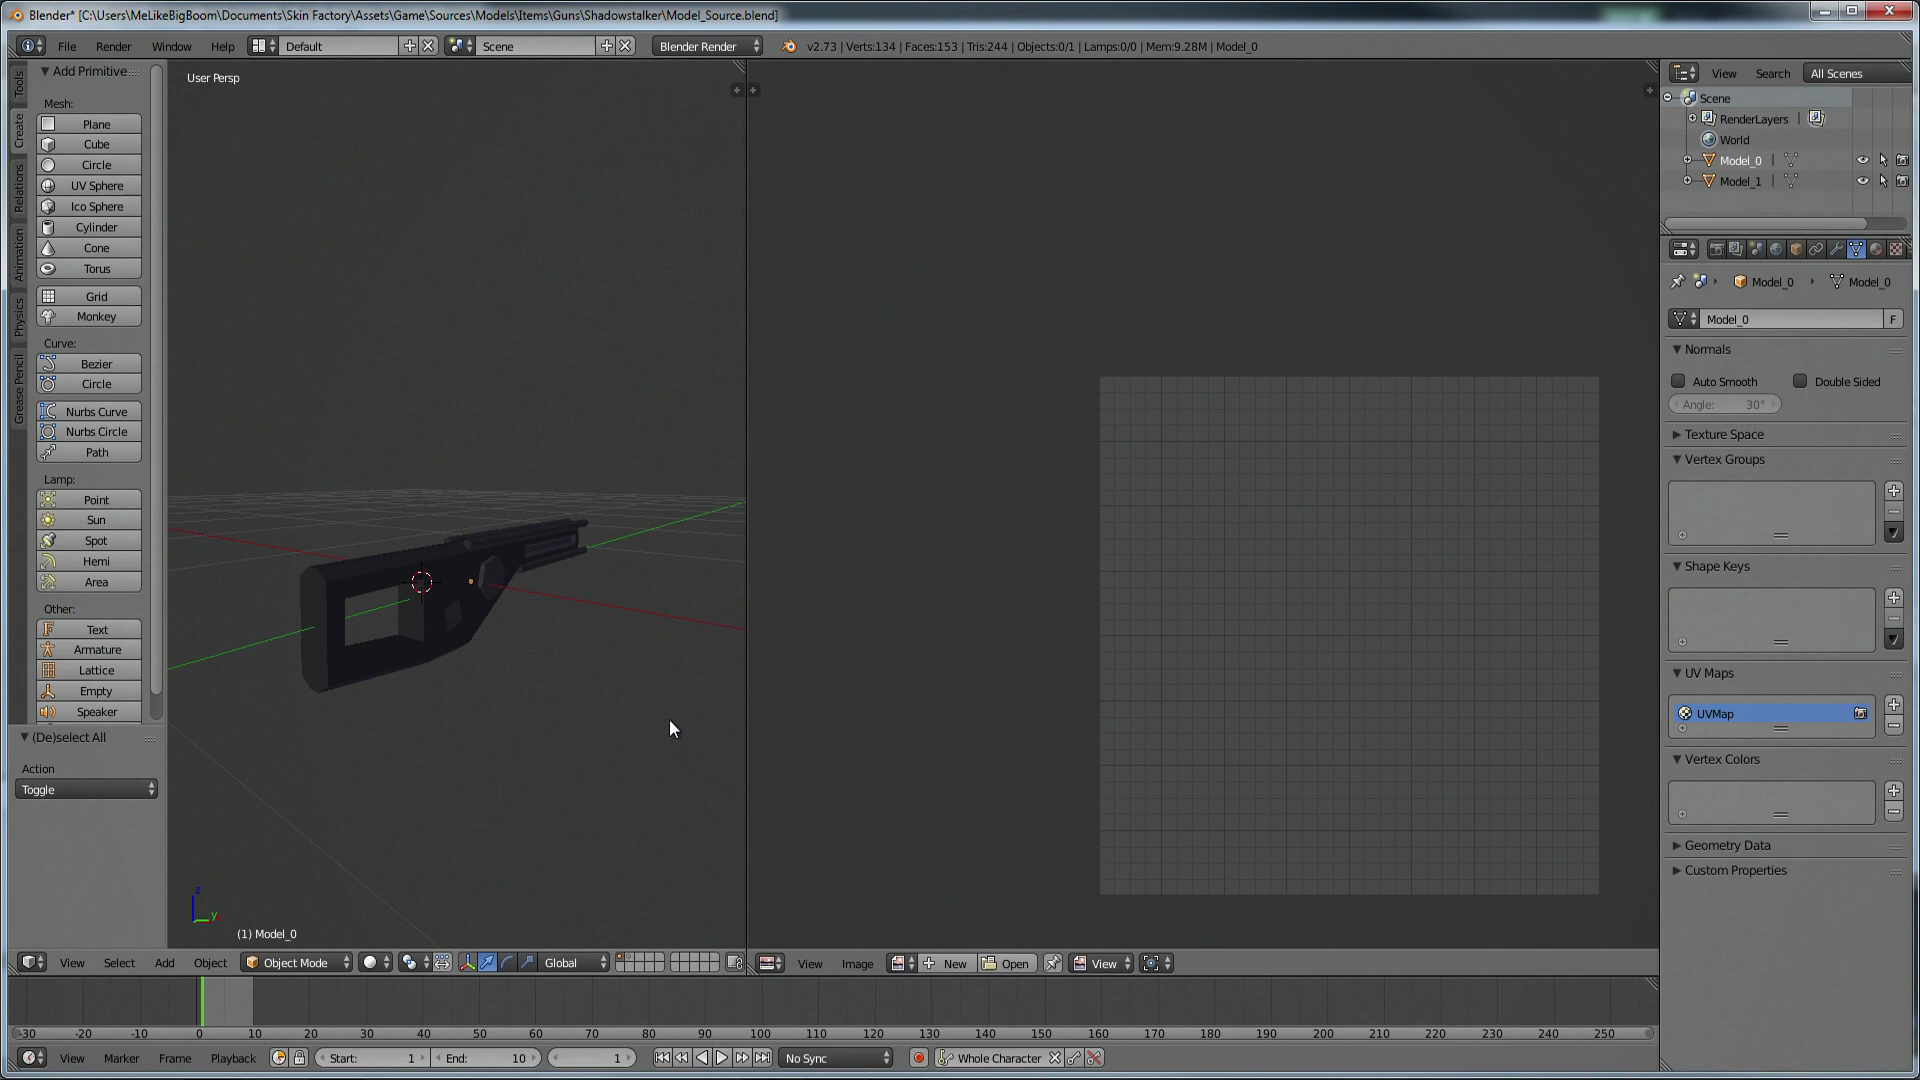 Blender* [C:\Users\MeLikeBigBoom\Documents\Skin Factory\Assets\Game\Sources\Models\Items\Guns\Shadowstalker\Model_Source.blend]
File Render Window Help Default Scene Blender Render v2.73 | Verts:134 | Faces:153 | Tris:244 | Objects:0/1 | Lamps:0/0 | Mem:9.28M | Model_0
Tools
Create
Relations
Animation
Physics
Grease Pencil
Add Primitive
Mesh:
Plane
Cube
Circle
UV Sphere
Ico Sphere
Cylinder
Cone
Torus
Grid
Monkey
Curve:
Bezier
Circle
Nurbs Curve
Nurbs Circle
Path
Lamp:
Point
Sun
Spot
Hemi
Area
Other:
Text
Armature
Lattice
Empty
Speaker
(De)select All
Action
Toggle
User Persp
z
y
(1) Model_0
View Select Add Object Object Mode Global
View Image New Open View
View Search All Scenes
Scene
RenderLayers
World
Model_0
Model_1
Model_0 Model_0
Model_0 F
Normals
Auto Smooth Double Sided
Angle: 30°
Texture Space
Vertex Groups
Shape Keys
UV Maps
UVMap
Vertex Colors
Geometry Data
Custom Properties
-30 -20 -10 0 10 20 30 40 50 60 70 80 90 100 110 120 130 140 150 160 170 180 190 200 210 220 230 240 250
View Marker Frame Playback Start: 1 End: 10 1 No Sync Whole Character